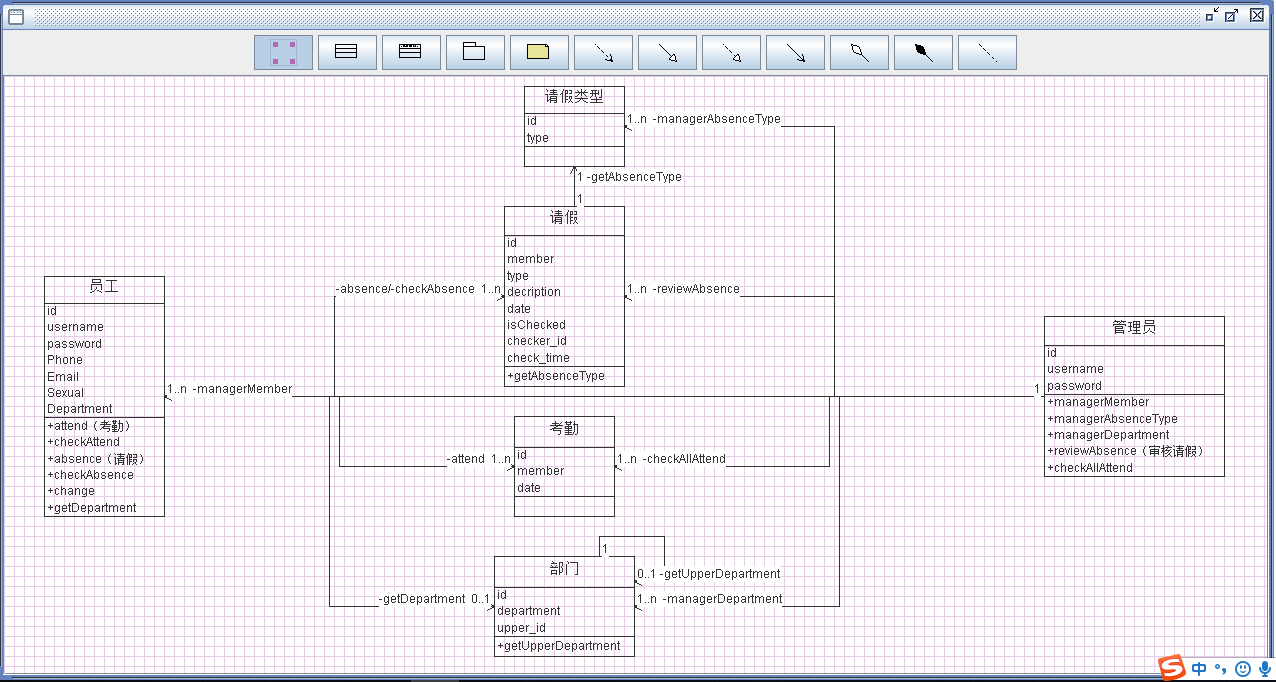 请假类型
id
type
1..n -managerAbsenceType
1 -getAbsenceType
1
请假
id
member
type
decription
date
isChecked
checker_id
check_time
+getAbsenceType
-absence/-checkAbsence 1..n
1..n -reviewAbsence
员工
id
username
password
Phone
Email
Sexual
Department
+attend（考勤）
+checkAttend
+absence（请假）
+checkAbsence
+change
+getDepartment
1..n -managerMember
管理员
id
username
password
+managerMember
+managerAbsenceType
+managerDepartment
+reviewAbsence（审核请假）
+checkAllAttend
1
考勤
id
member
date
-attend 1..n
1..n -checkAllAttend
部门
id
department
upper_id
+getUpperDepartment
1
0..1 -getUpperDepartment
-getDepartment 0..1
1..n -managerDepartment
S 中 °,